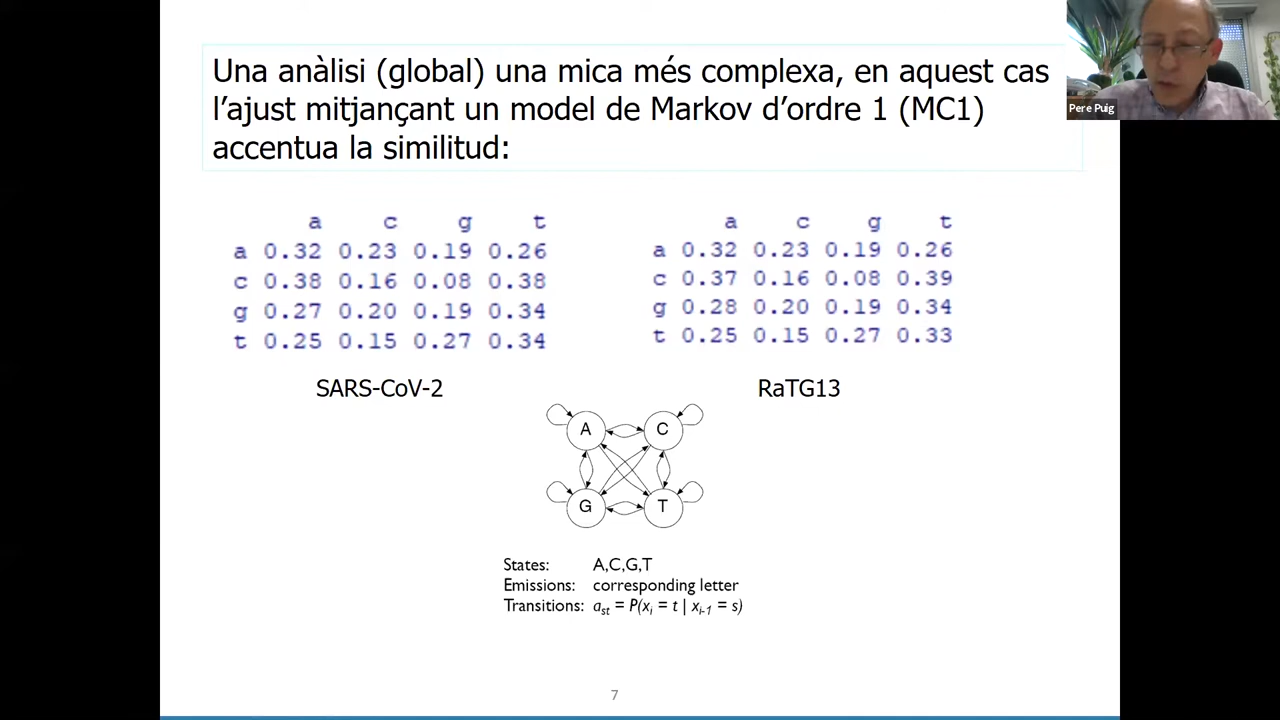 Una anàlisi (global) una mica més complexa, en aquest cas
l’ajust mitjançant un model de Markov d’ordre 1 (MC1)
accentua la similitud:
Pere Puig
a c g t
a 0.32 0.23 0.19 0.26
c 0.38 0.16 0.08 0.38
g 0.27 0.20 0.19 0.34
t 0.25 0.15 0.27 0.34
SARS-CoV-2
a c g t
a 0.32 0.23 0.19 0.26
c 0.37 0.16 0.08 0.39
g 0.28 0.20 0.19 0.34
t 0.25 0.15 0.27 0.33
RaTG13
A C
G T
States: A,C,G,T
Emissions: corresponding letter
Transitions: a_st = P(x_i = t | x_i-1 = s)
7